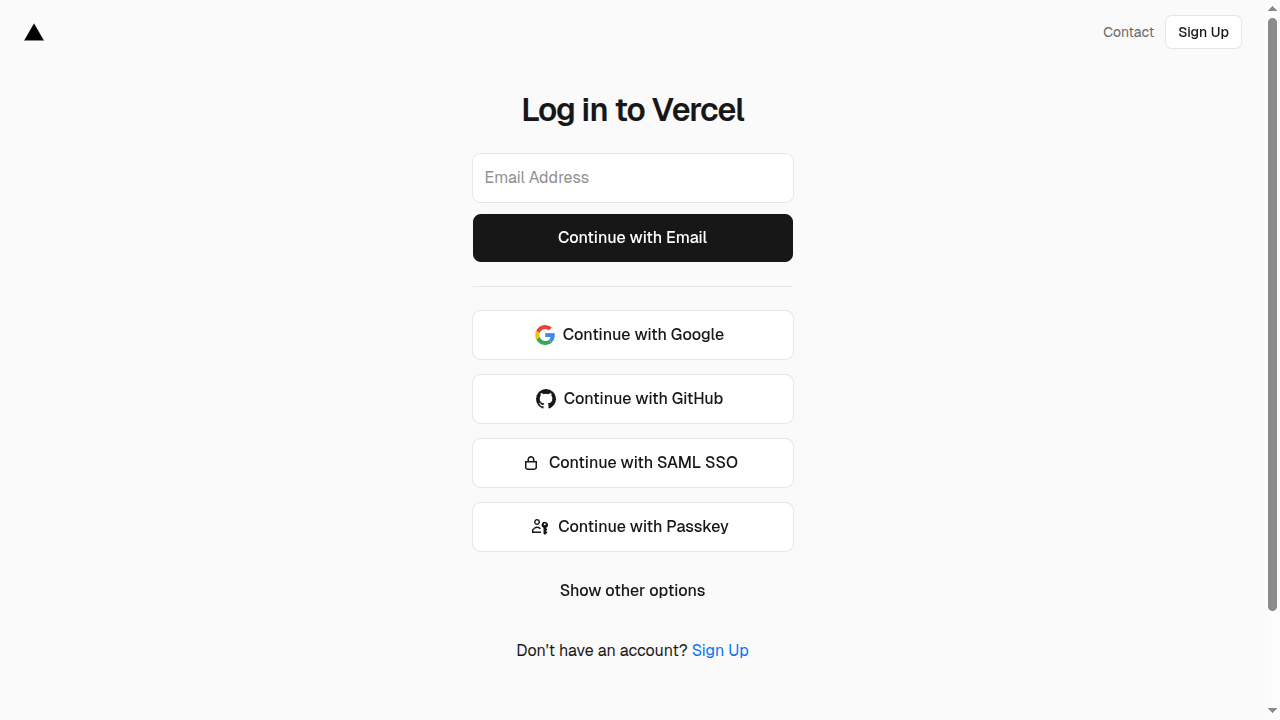 Contact
Sign Up
Log in to Vercel
Email Address
Continue with Email
Continue with Google
Continue with GitHub
Continue with SAML SSO
Continue with Passkey
Show other options
Don't have an account? Sign Up